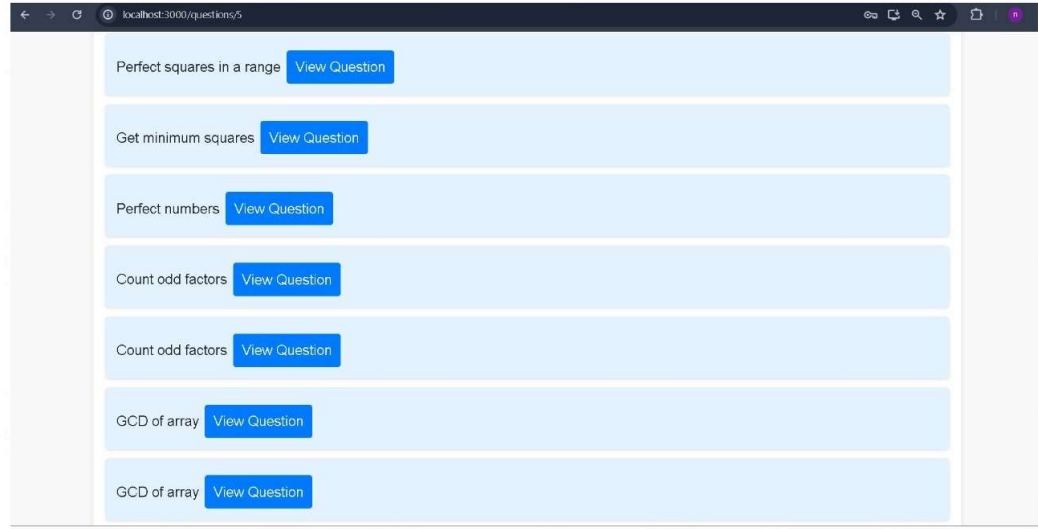 localhost:3000/questions/5
Perfect squares in a range View Question
Get minimum squares View Question
Perfect numbers View Question
Count odd factors View Question
Count odd factors View Question
GCD of array View Question
GCD of array View Question
n